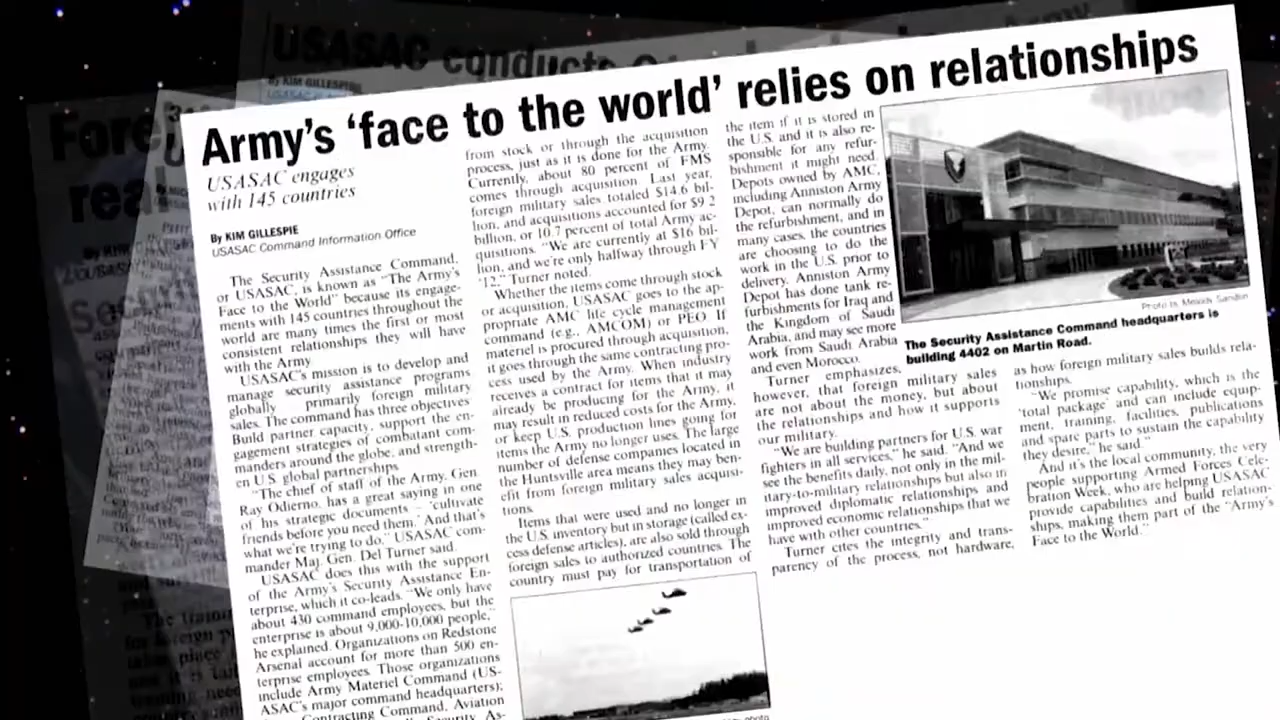 USASAC conducts
Army
BY KIM GILLESPIE
Army's 'face to the world' relies on relationships
USASAC engages
with 145 countries
By KIM GILLESPIE
USASAC Command Information Office
The Security Assistance Command,
or USASAC, is known as "The Army's
Face to the World" because its engage-
ments with 145 countries throughout the
world are many times the first or most
consistent relationships they will have
with the Army.
USASAC's mission is to develop and
manage security assistance programs
globally – primarily foreign military
sales. The command has three objectives:
Build partner capacity, support the en-
gagement strategies of combatant com-
manders around the globe, and strength-
en U.S. global partnerships.
"The chief of staff of the Army, Gen.
Ray Odierno, has a great saying in one
of his strategic documents – 'cultivate
friends before you need them.' And that's
what we're trying to do," USASAC com-
mander Maj. Gen. Del Turner said.
USASAC does this with the support
of the Army's Security Assistance En-
terprise, which it co-leads. "We only have
about 430 command employees, but the
enterprise is about 9,000-10,000 people,"
he explained. Organizations on Redstone
Arsenal account for more than 500 en-
terprise employees. Those organizations
include Army Materiel Command (US-
ASAC's major command headquarters);
Contracting Command, Aviation
Security As-
from stock or through the acquisition
process, just as it is done for the Army.
Currently, about 80 percent of FMS
comes through acquisition. Last year,
foreign military sales totaled $14.6 bil-
lion, and acquisitions accounted for $9.2
billion, or 10.7 percent of total Army ac-
quisitions. "We are currently at $16 bil-
lion, and we're only halfway through FY
'12," Turner noted.
Whether the items come through stock
or acquisition, USASAC goes to the ap-
propriate AMC life cycle management
command (e.g., AMCOM) or PEO. If
materiel is procured through acquisition,
it goes through the same contracting pro-
cess used by the Army. When industry
receives a contract for items that it may
already be producing for the Army, it
may result in reduced costs for the Army,
or keep U.S. production lines going for
items the Army no longer uses. The large
number of defense companies located in
the Huntsville area means they may ben-
efit from foreign military sales acquisi-
tions.
Items that were used and no longer in
the U.S. inventory but in storage (called ex-
cess defense articles), are also sold through
foreign sales to authorized countries. The
country must pay for transportation of
the item if it is stored in
the U.S. and it is also re-
sponsible for any refur-
bishment it might need.
Depots owned by AMC,
including Anniston Army
Depot, can normally do
the refurbishment, and in
many cases, the countries
are choosing to do the
work in the U.S. prior to
delivery. Anniston Army
Depot has done tank re-
furbishments for Iraq and
the Kingdom of Saudi
Arabia, and may see more
work from Saudi Arabia
and even Morocco.
Turner emphasizes,
however, that foreign military sales
are not about the money, but about
the relationships and how it supports
our military.
"We are building partners for U.S. war
fighters in all services," he said. "And we
see the benefits daily, not only in the mil-
itary-to-military relationships but also in
improved diplomatic relationships and
improved economic relationships that we
have with other countries."
Turner cites the integrity and trans-
parency of the process, not hardware,
Photo by Melody Sandlin
The Security Assistance Command headquarters is
building 4402 on Martin Road.
as how foreign military sales builds rela-
tionships.
"We promise capability, which is the
'total package' and can include equip-
ment, training, facilities, publications
and spare parts to sustain the capability
they desire," he said."
And it's the local community, the very
people supporting Armed Forces Cele-
bration Week, who are helping USASAC
provide capabilities and build relation-
ships, making them part of the "Army's
Face to the World."
photo